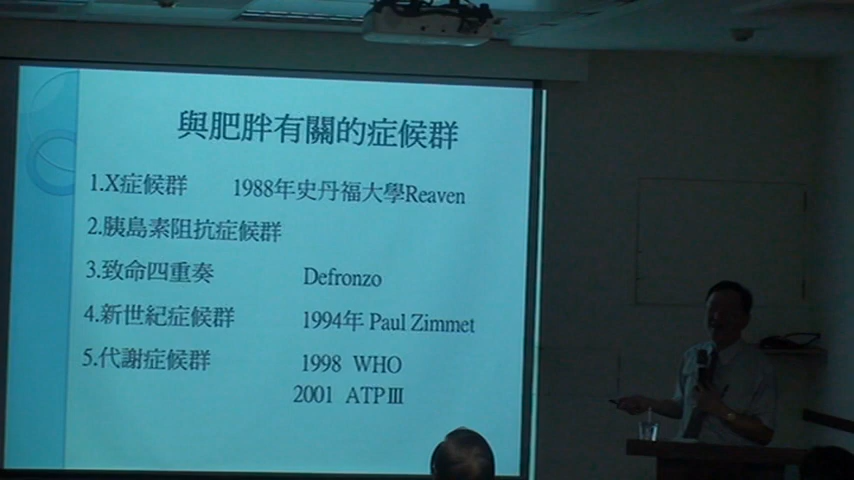 與肥胖有關的症候群
1.X症候群 1988年史丹福大學Reaven
2.胰島素阻抗症候群
3.致命四重奏 Defronzo
4.新世紀症候群 1994年 Paul Zimmet
5.代謝症候群 1998 WHO
2001 ATPⅢ